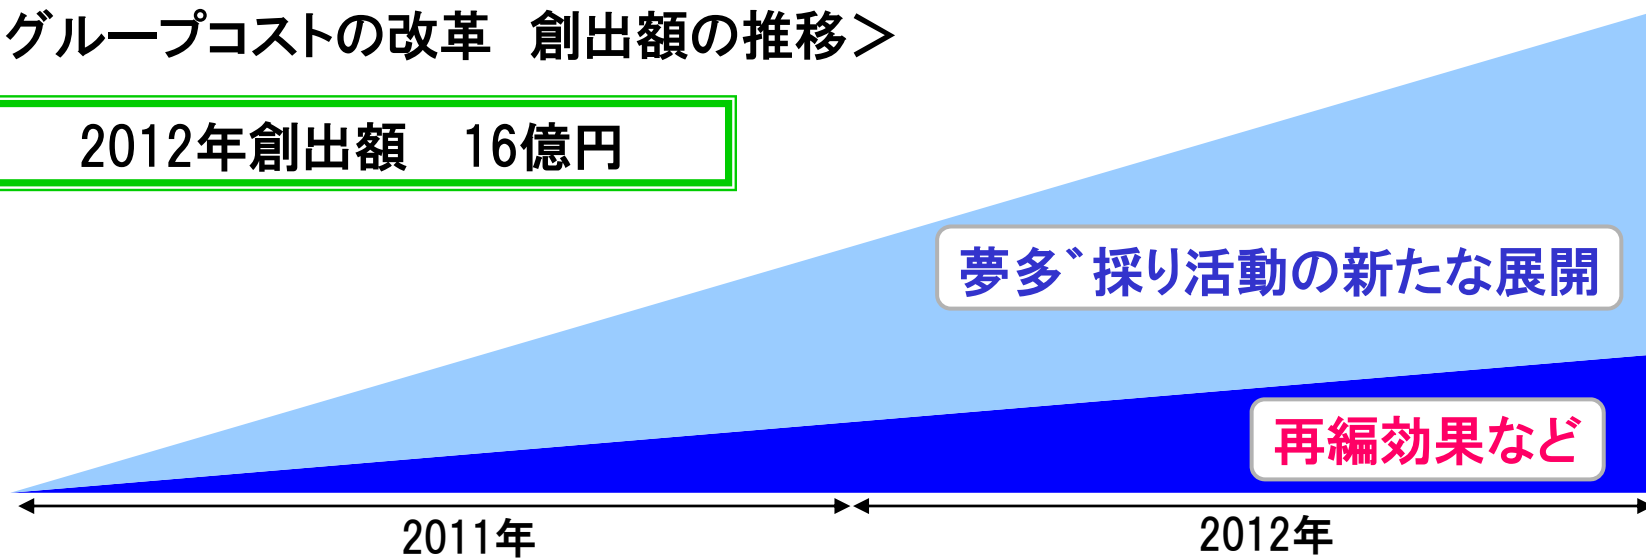 グループコストの改革　創出額の推移＞
2012年創出額　16億円
夢多゛採り活動の新たな展開
再編効果など
2011年
2012年